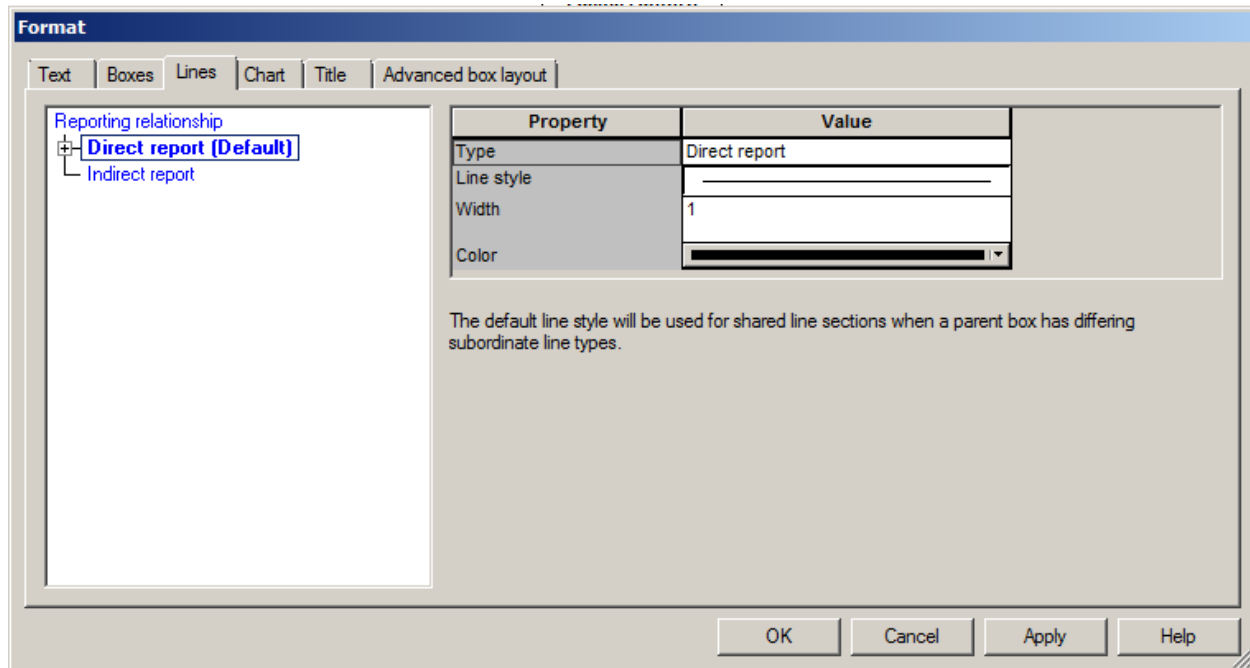 Format
Text Boxes Lines Chart Title Advanced box layout
Reporting relationship
Direct report (Default)
Indirect report
Property Value
Type Direct report
Line style
Width 1
Color
The default line style will be used for shared line sections when a parent box has differing
subordinate line types.
OK Cancel Apply Help